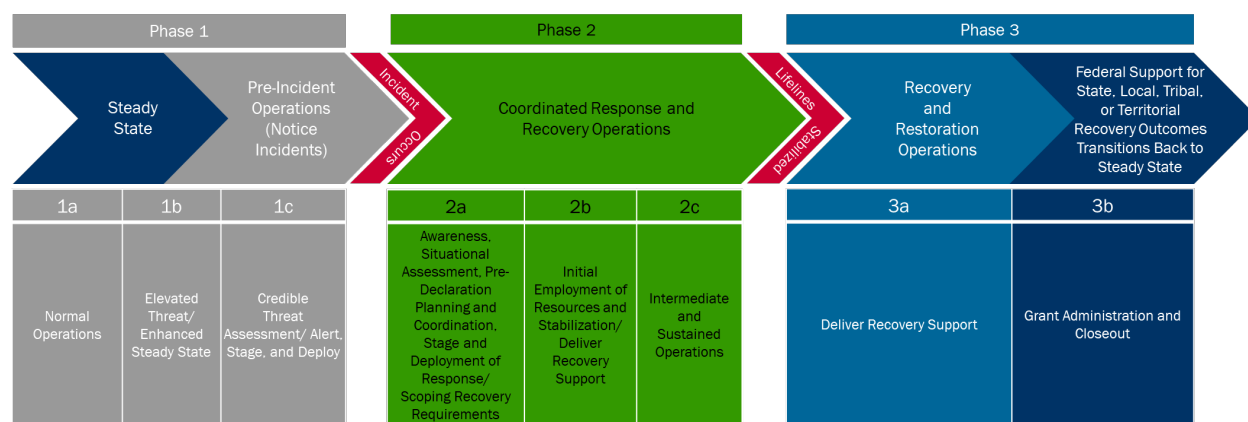 Phase 1
Phase 2
Phase 3
Steady
State
Pre-Incident
Operations
(Notice
Incidents)
Incident
Occurs
Coordinated Response and
Recovery Operations
Lifelines
Stabilized
Recovery
and
Restoration
Operations
Federal Support for
State, Local, Tribal,
or Territorial
Recovery Outcomes
Transitions Back to
Steady State
1a
1b
1c
2a
2b
2c
3a
3b
Normal
Operations
Elevated
Threat/
Enhanced
Steady State
Credible
Threat
Assessment/ Alert,
Stage, and Deploy
Awareness,
Situational
Assessment, Pre-
Declaration
Planning and
Coordination,
Stage and
Deployment of
Response/
Scoping Recovery
Requirements
Initial
Employment of
Resources and
Stabilization/
Deliver
Recovery
Support
Intermediate
and
Sustained
Operations
Deliver Recovery Support
Grant Administration and
Closeout